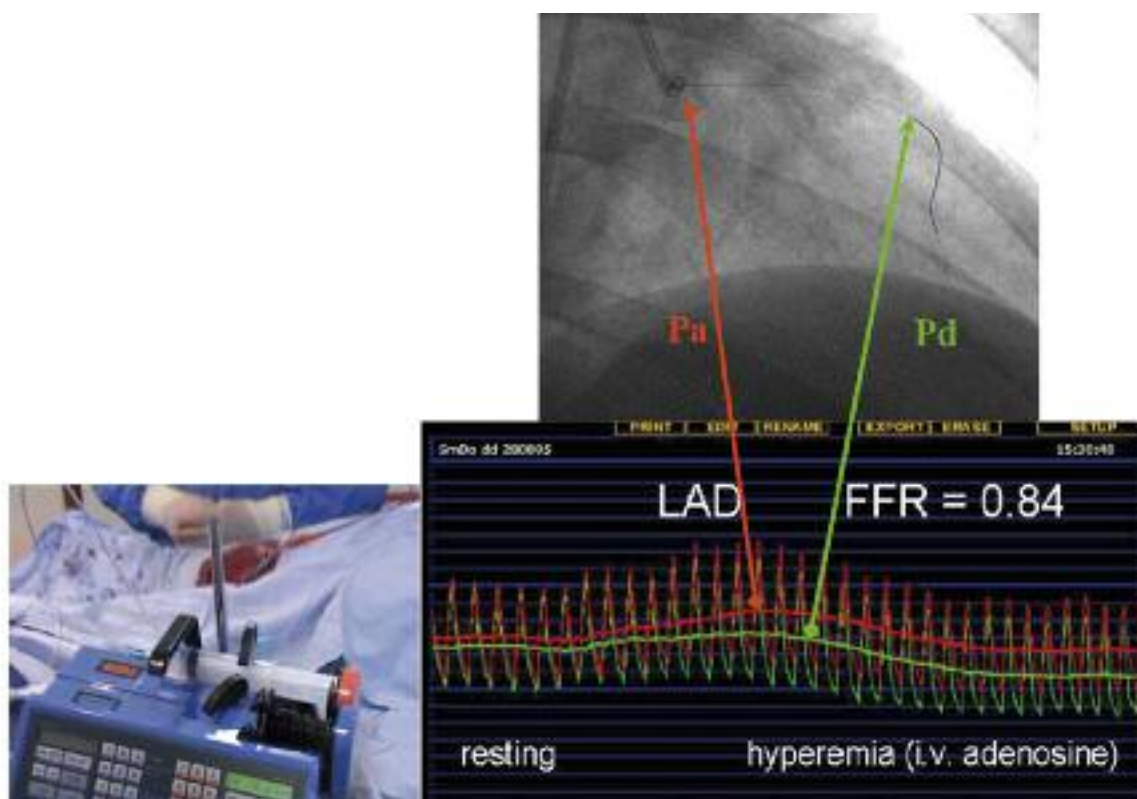 Pa
Pd
PRINT EDIT RENAME EXPORT ERASE SETUP
LAD FFR = 0.84
resting hyperemia (i.v. adenosine)